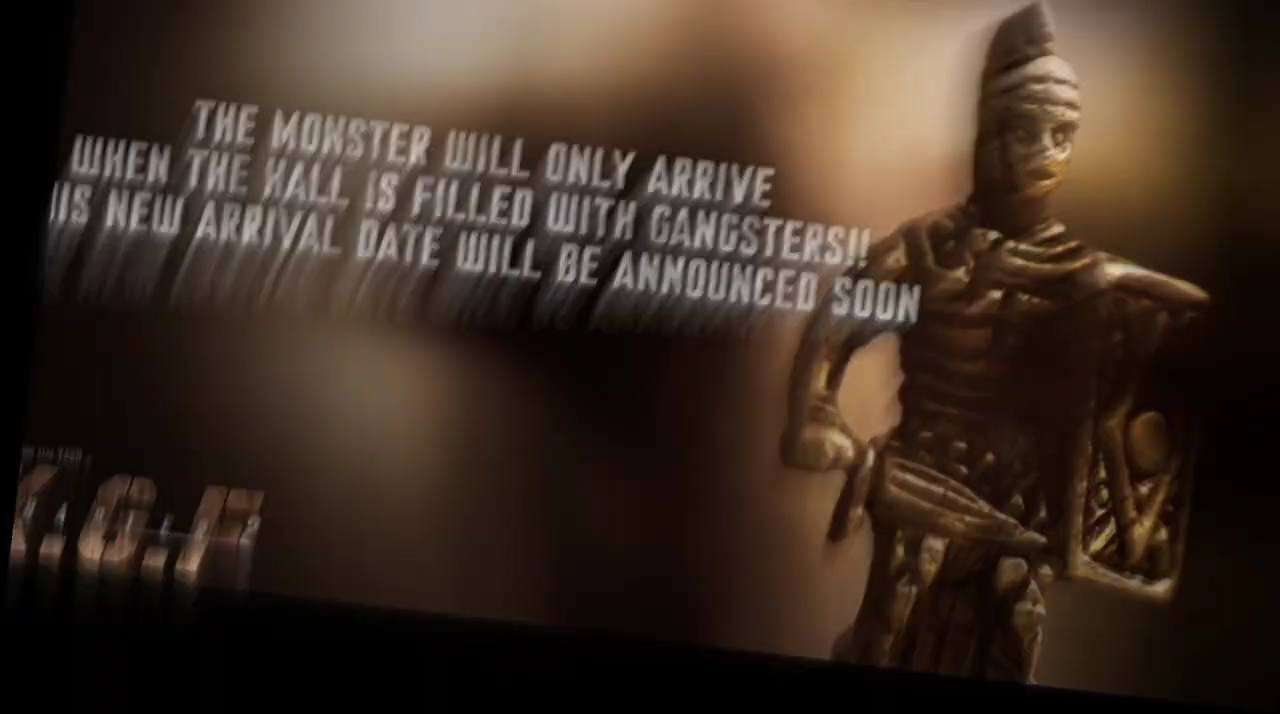 THE MONSTER WILL ONLY ARRIVE
WHEN THE HALL IS FILLED WITH GANGSTERS!!
HIS NEW ARRIVAL DATE WILL BE ANNOUNCED SOON
K.G.F